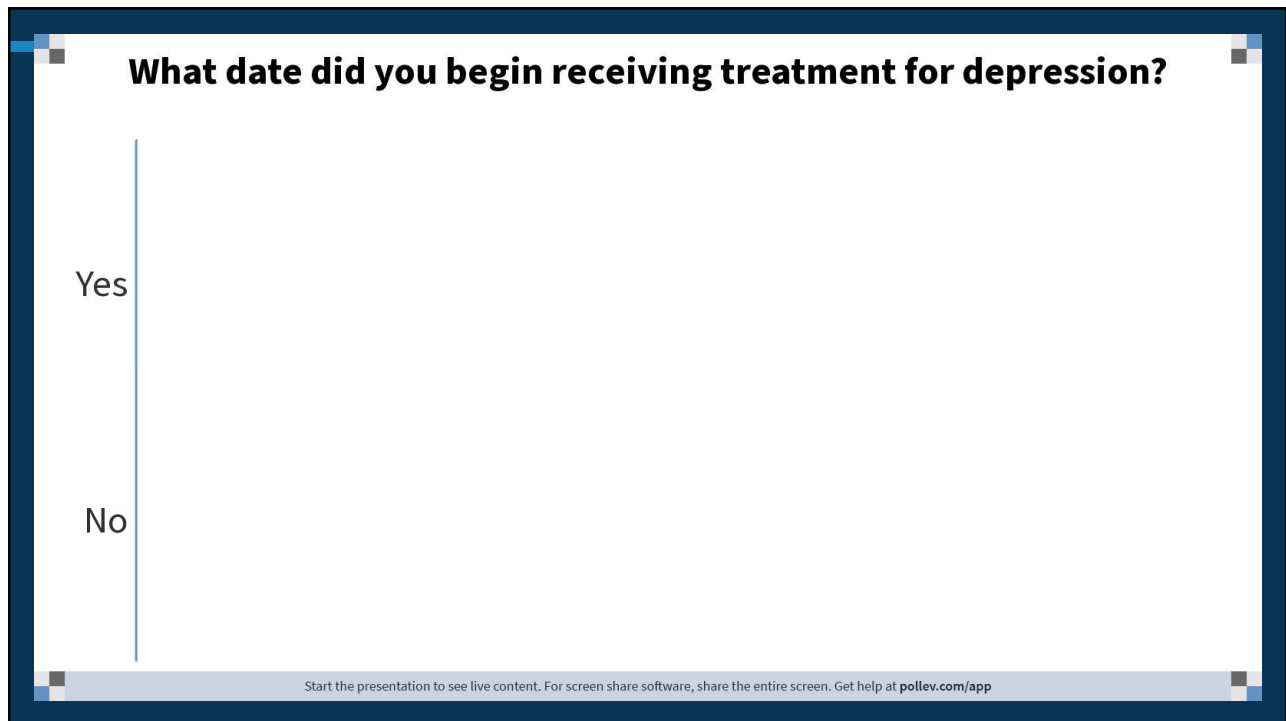 What date did you begin receiving treatment for depression?
Yes
No
Start the presentation to see live content. For screen share software, share the entire screen. Get help at pollev.com/app